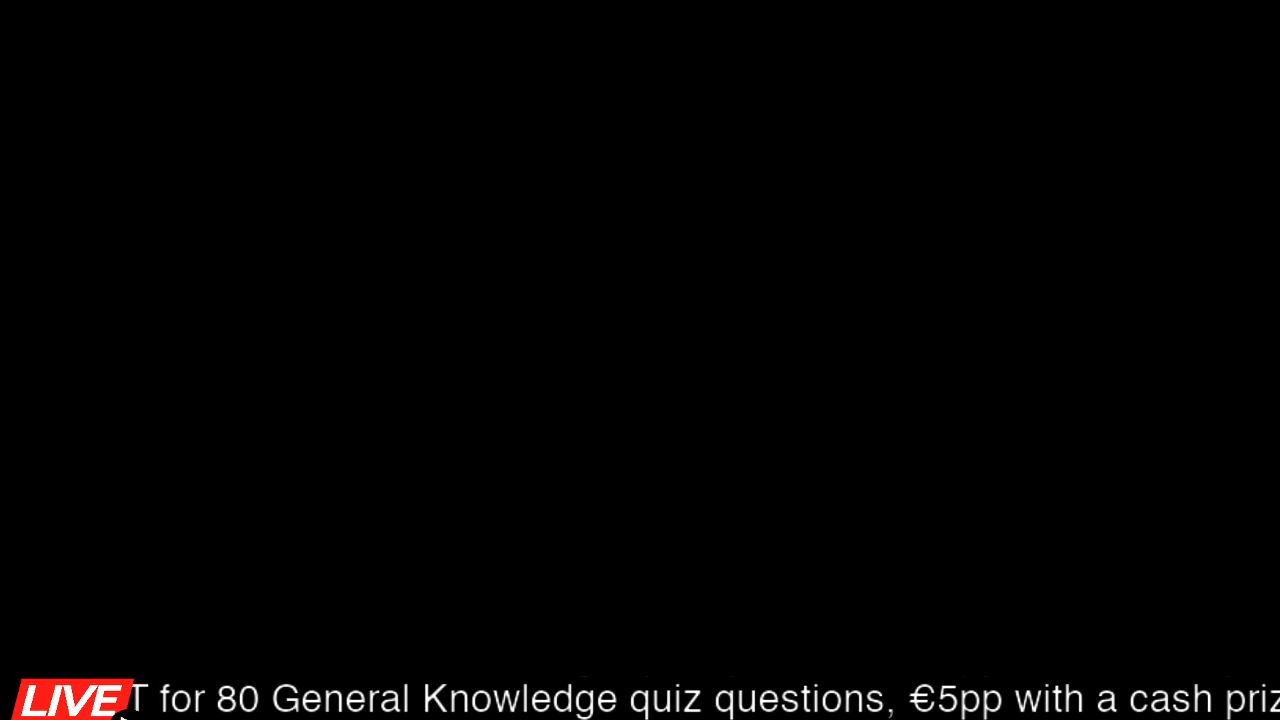 LIVE T for 80 General Knowledge quiz questions, €5pp with a cash